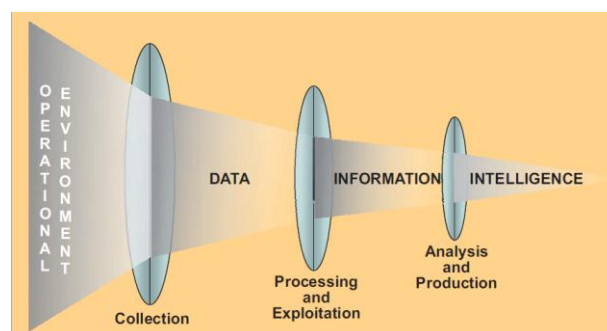 OPERATIONAL
ENVIRONMENT
DATA
INFORMATION
INTELLIGENCE
Collection
Processing
and
Exploitation
Analysis
and
Production